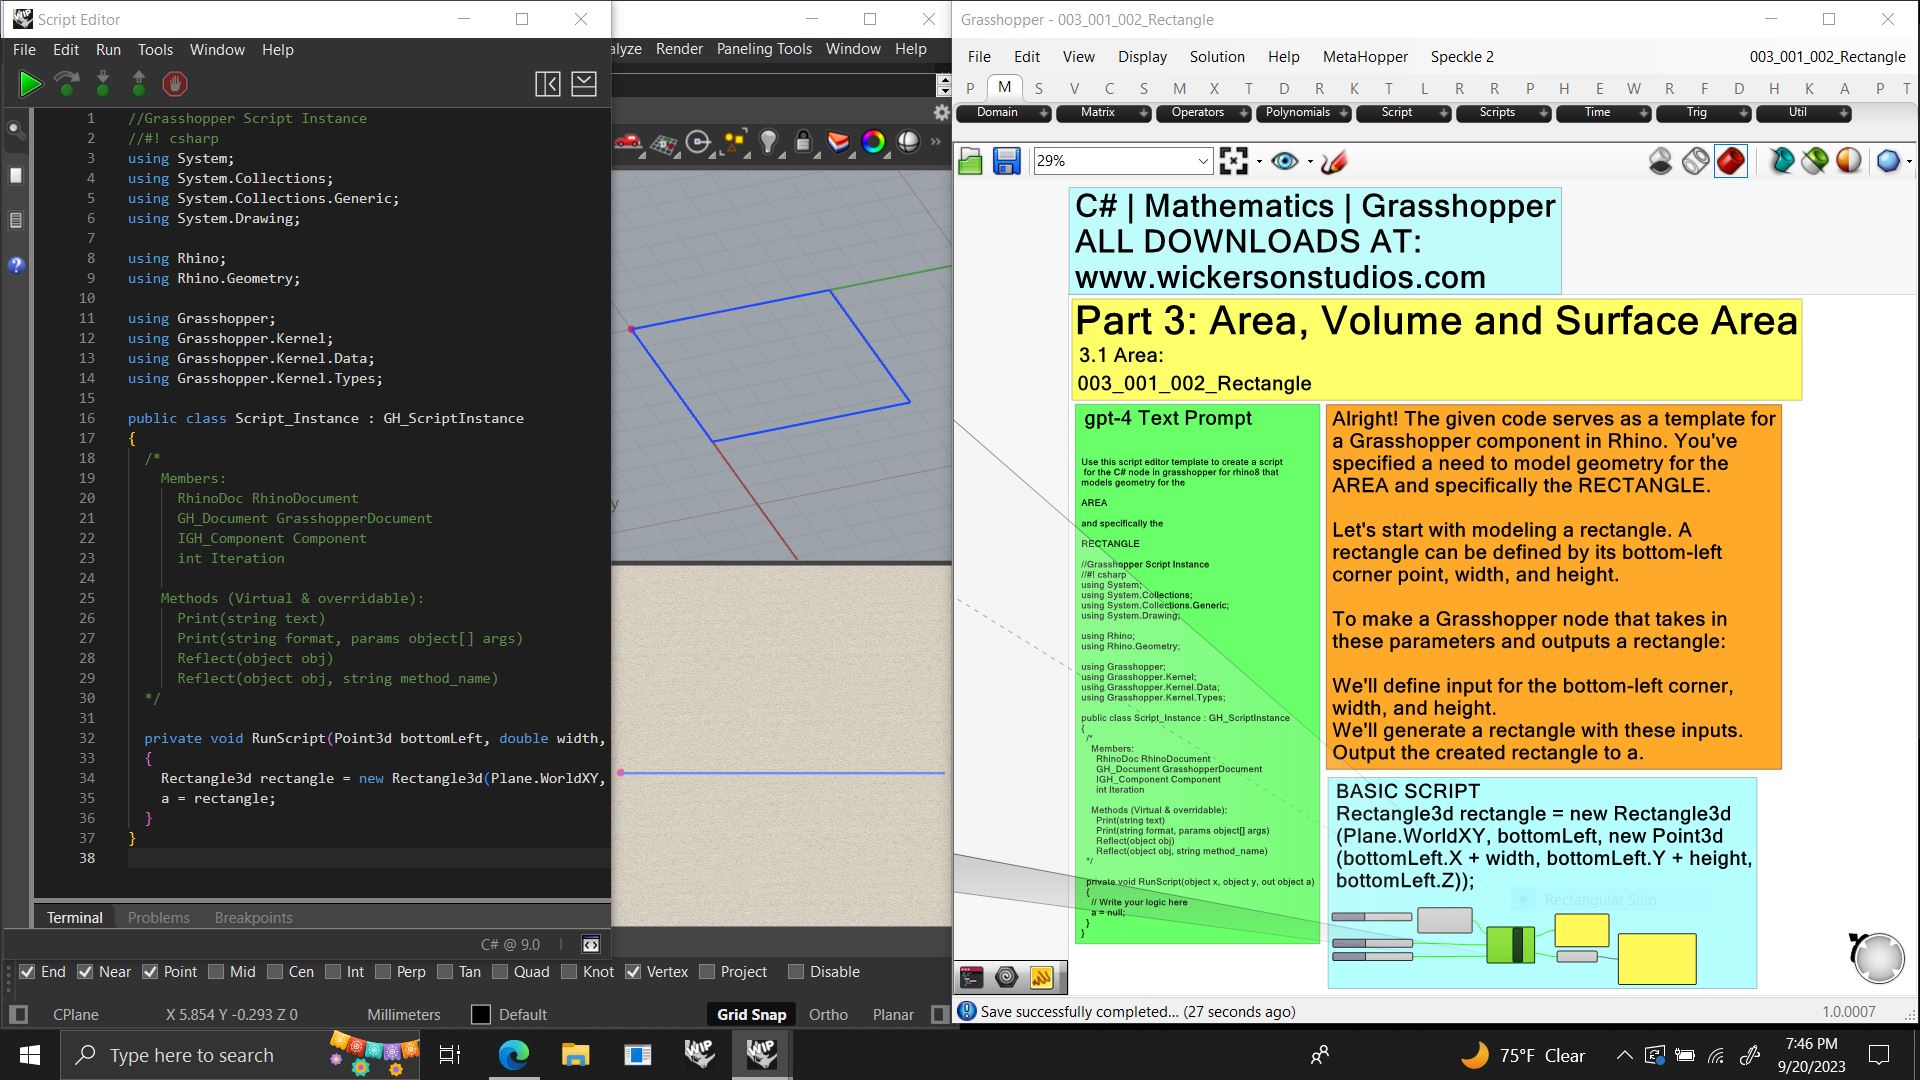 Script Editor
File Edit Run Tools Window Help
1 //Grasshopper Script Instance
2 //#! csharp
3 using System;
4 using System.Collections;
5 using System.Collections.Generic;
6 using System.Drawing;
7
8 using Rhino;
9 using Rhino.Geometry;
10
11 using Grasshopper;
12 using Grasshopper.Kernel;
13 using Grasshopper.Kernel.Data;
14 using Grasshopper.Kernel.Types;
15
16 public class Script_Instance : GH_ScriptInstance
17 {
18 /*
19 Members:
20 RhinoDoc RhinoDocument
21 GH_Document GrasshopperDocument
22 IGH_Component Component
23 int Iteration
24
25 Methods (Virtual & overridable):
26 Print(string text)
27 Print(string format, params object[] args)
28 Reflect(object obj)
29 Reflect(object obj, string method_name)
30 */
31
32 private void RunScript(Point3d bottomLeft, double width,
33 {
34 Rectangle3d rectangle = new Rectangle3d(Plane.WorldXY,
35 a = rectangle;
36 }
37 }
38
Terminal Problems Breakpoints
C# @ 9.0
alyze Render Paneling Tools Window Help
y
End Near Point Mid Cen Int Perp Tan Quad Knot Vertex Project Disable
CPlane X 5.854 Y -0.293 Z 0 Millimeters Default Grid Snap Ortho Planar
Grasshopper - 003_001_002_Rectangle
File Edit View Display Solution Help MetaHopper Speckle 2 003_001_002_Rectangle
P M S V C S M X T D R K T L R R P H E W R F D H K A P T
Domain Matrix Operators Polynomials Script Scripts Time Trig Util
29%
C# | Mathematics | Grasshopper
ALL DOWNLOADS AT:
www.wickersonstudios.com
Part 3: Area, Volume and Surface Area
3.1 Area:
003_001_002_Rectangle
gpt-4 Text Prompt
Use this script editor template to create a script
for the C# node in grasshopper for rhino8 that
models geometry for the
AREA
and specifically the
RECTANGLE
//Grasshopper Script Instance
//#! csharp
using System;
using System.Collections;
using System.Collections.Generic;
using System.Drawing;
using Rhino;
using Rhino.Geometry;
using Grasshopper;
using Grasshopper.Kernel;
using Grasshopper.Kernel.Data;
using Grasshopper.Kernel.Types;
public class Script_Instance : GH_ScriptInstance
{
/*
Members:
RhinoDoc RhinoDocument
GH_Document GrasshopperDocument
IGH_Component Component
int Iteration
Methods (Virtual & overridable):
Print(string text)
Print(string format, params object[] args)
Reflect(object obj)
Reflect(object obj, string method_name)
*/
private void RunScript(object x, object y, out object a)
{
// Write your logic here
a = null;
}
}
Alright! The given code serves as a template for
a Grasshopper component in Rhino. You've
specified a need to model geometry for the
AREA and specifically the RECTANGLE.
Let's start with modeling a rectangle. A
rectangle can be defined by its bottom-left
corner point, width, and height.
To make a Grasshopper node that takes in
these parameters and outputs a rectangle:
We'll define input for the bottom-left corner,
width, and height.
We'll generate a rectangle with these inputs.
Output the created rectangle to a.
BASIC SCRIPT
Rectangle3d rectangle = new Rectangle3d
(Plane.WorldXY, bottomLeft, new Point3d
(bottomLeft.X + width, bottomLeft.Y + height,
bottomLeft.Z));
Rectangular Snip
Save successfully completed... (27 seconds ago) 1.0.0007
Type here to search
WIP
WIP
75°F Clear
7:46 PM
9/20/2023